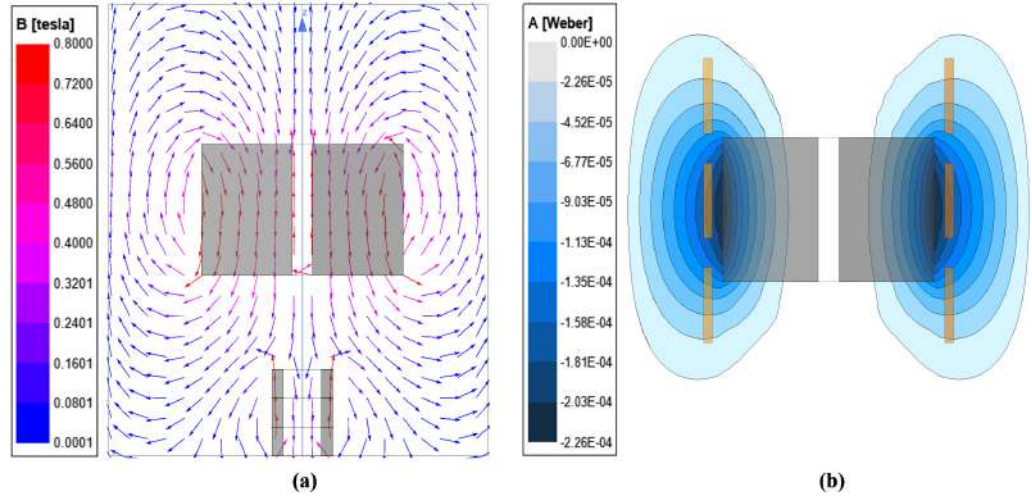 B [tesla]
0.8000
0.7200
0.6400
0.5600
0.4800
0.4000
0.3201
0.2401
0.1601
0.0801
0.0001
z
(a)
A [Weber]
0.00E+00
-2.26E-05
-4.52E-05
-6.77E-05
-9.03E-05
-1.13E-04
-1.35E-04
-1.58E-04
-1.81E-04
-2.03E-04
-2.26E-04
(b)